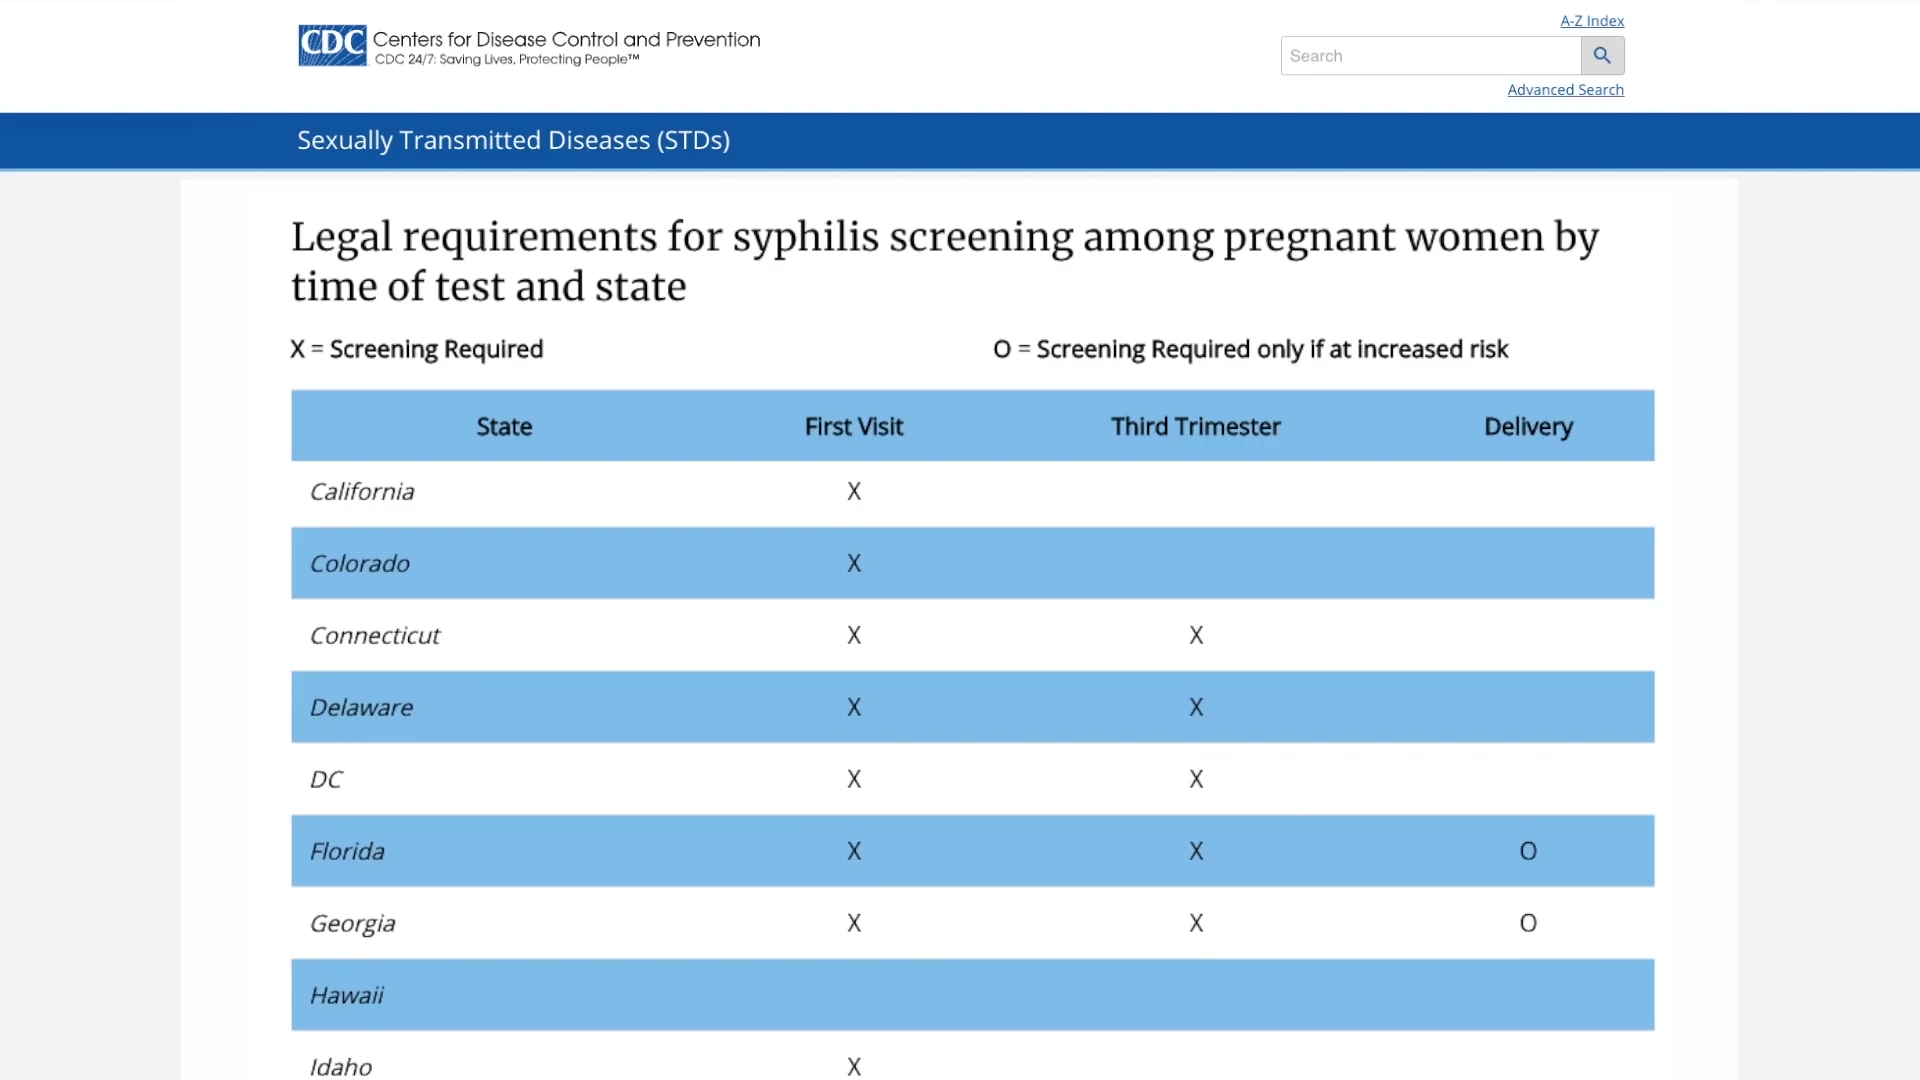 A-Z Index
CDC Centers for Disease Control and Prevention
CDC 24/7: Saving Lives, Protecting People™
Search
Advanced Search
Sexually Transmitted Diseases (STDs)
Legal requirements for syphilis screening among pregnant women by
time of test and state
X = Screening Required O = Screening Required only if at increased risk
State First Visit Third Trimester Delivery
California X
Colorado X
Connecticut X X
Delaware X X
DC X X
Florida X X O
Georgia X X O
Hawaii
Idaho X